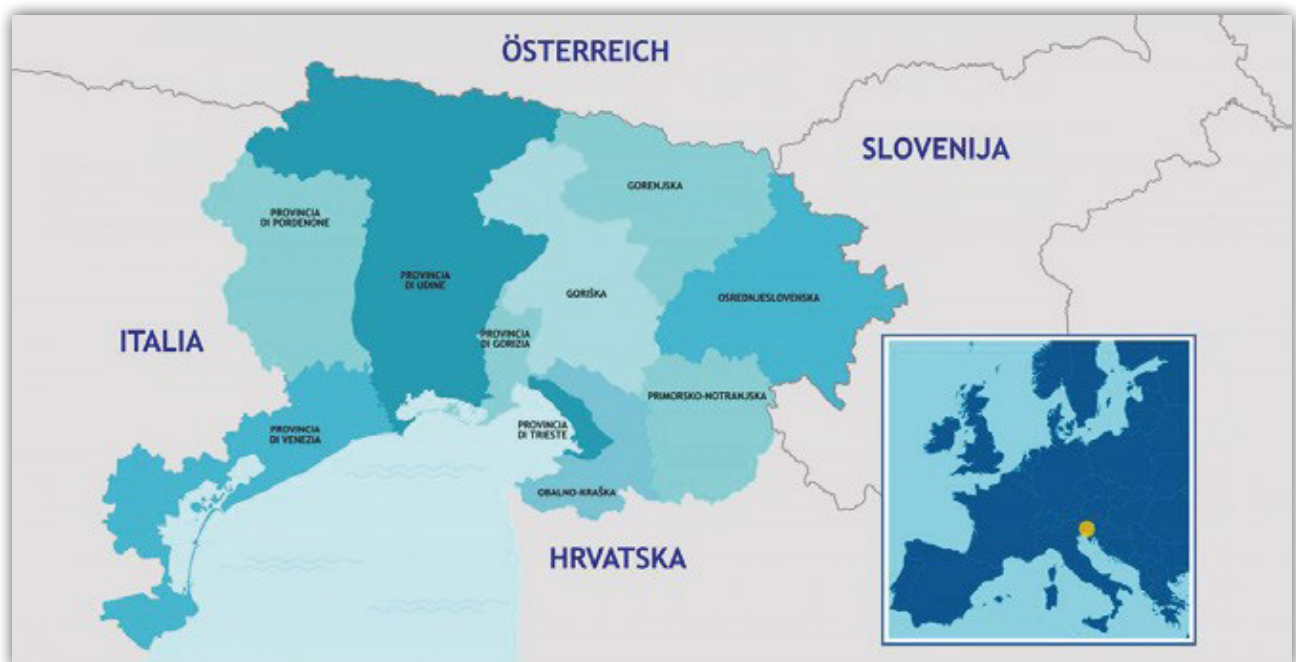 ÖSTERREICH
SLOVENIJA
GORENJSKA
PROVINCIA
DI PORDENONE
PROVINCIA
DI UDINE
GORIŠKA
OSREDNJESLOVENSKA
ITALIA
PROVINCIA
DI GORIZIA
PRIMORSKO-NOTRANJSKA
PROVINCIA
DI VENEZIA
PROVINCIA
DI TRIESTE
OBALNO-KRAŠKA
HRVATSKA